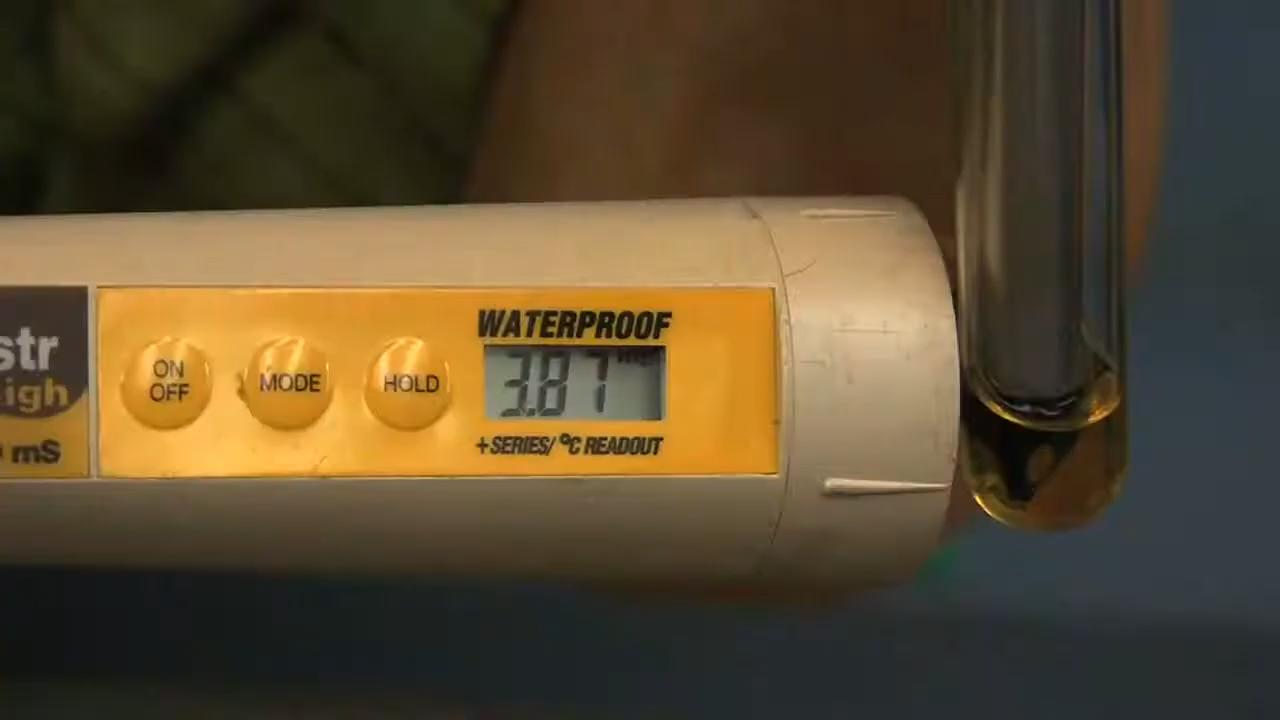 str
igh
mS
ON
OFF
MODE
HOLD
WATERPROOF
3.87
+SERIES/ °C READOUT